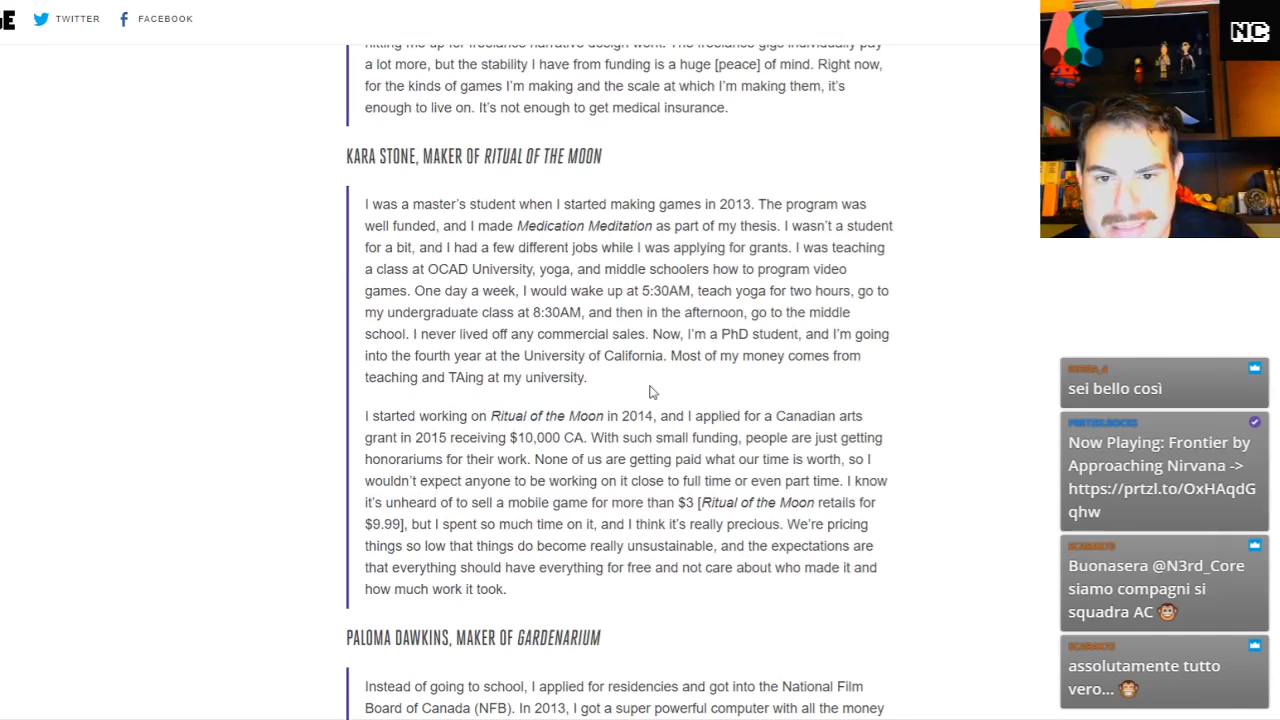 TWITTER FACEBOOK
a lot more, but the stability I have from funding is a huge [peace] of mind. Right now,
for the kinds of games I'm making and the scale at which I'm making them, it's
enough to live on. It's not enough to get medical insurance.
KARA STONE, MAKER OF RITUAL OF THE MOON
I was a master's student when I started making games in 2013. The program was
well funded, and I made Medication Meditation as part of my thesis. I wasn't a student
for a bit, and I had a few different jobs while I was applying for grants. I was teaching
a class at OCAD University, yoga, and middle schoolers how to program video
games. One day a week, I would wake up at 5:30AM, teach yoga for two hours, go to
my undergraduate class at 8:30AM, and then in the afternoon, go to the middle
school. I never lived off any commercial sales. Now, I'm a PhD student, and I'm going
into the fourth year at the University of California. Most of my money comes from
teaching and TAing at my university.
I started working on Ritual of the Moon in 2014, and I applied for a Canadian arts
grant in 2015 receiving $10,000 CA. With such small funding, people are just getting
honorariums for their work. None of us are getting paid what our time is worth, so I
wouldn't expect anyone to be working on it close to full time or even part time. I know
it's unheard of to sell a mobile game for more than $3 [Ritual of the Moon retails for
$9.99], but I spent so much time on it, and I think it's really precious. We're pricing
things so low that things do become really unsustainable, and the expectations are
that everything should have everything for free and not care about who made it and
how much work it took.
PALOMA DAWKINS, MAKER OF GARDENARIUM
Instead of going to school, I applied for residencies and got into the National Film
Board of Canada (NFB). In 2013, I got a super powerful computer with all the money
NC
sei bello così
Now Playing: Frontier by
Approaching Nirvana ->
https://prtzl.to/OxHAqdG
qhw
Buonasera @N3rd_Core
siamo compagni si
squadra AC
assolutamente tutto
vero...